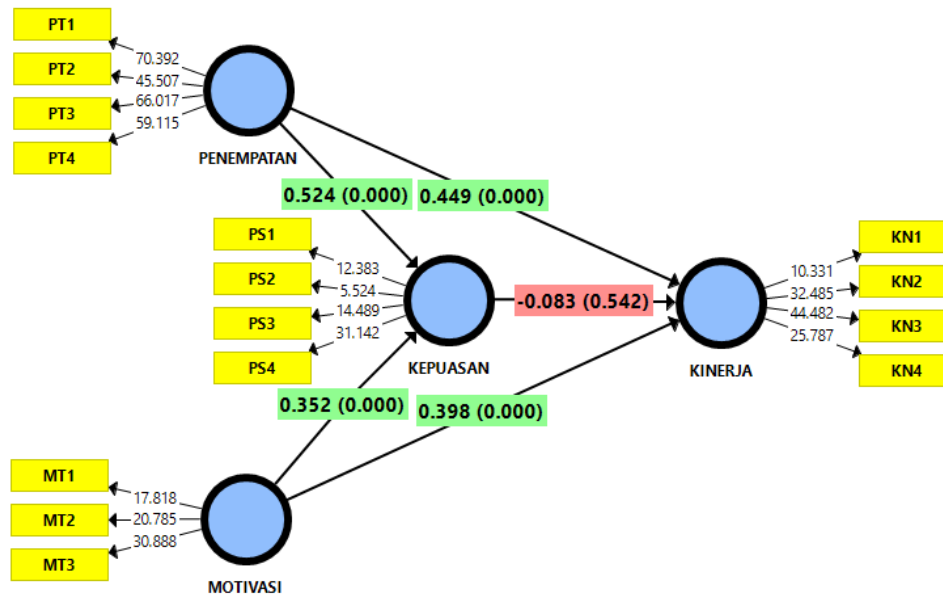 PT1
70.392
PT2
45.507
PT3
66.017
PT4
59.115
PENEMPATAN
0.524 (0.000)
0.449 (0.000)
PS1
12.383
PS2
5.524
PS3
14.489
PS4
31.142
KEPUASAN
-0.083 (0.542)
KINERJA
10.331
KN1
32.485
KN2
44.482
KN3
25.787
KN4
0.352 (0.000)
0.398 (0.000)
MT1
17.818
MT2
20.785
MT3
30.888
MOTIVASI